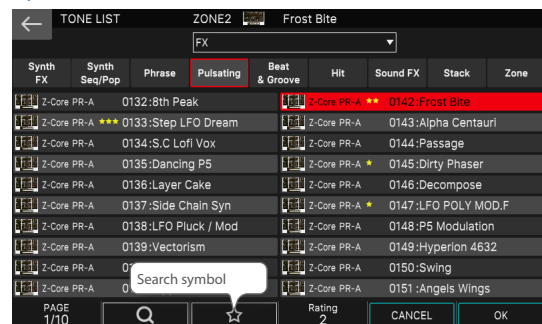 TONE LIST ZONE2 Frost Bite
FX
Synth FX Synth Seq/Pop Phrase Pulsating Beat & Groove Hit Sound FX Stack Zone
Z-Core PR-A 0132:8th Peak
Z-Core PR-A ★★★ 0133:Step LFO Dream
Z-Core PR-A 0134:S.C Lofi Vox
Z-Core PR-A 0135:Dancing P5
Z-Core PR-A 0136:Layer Cake
Z-Core PR-A 0137:Side Chain Syn
Z-Core PR-A 0138:LFO Pluck / Mod
Z-Core PR-A 0139:Vectorism
Z-Core PR-A
Z-Core PR-A
Z-Core PR-A ★★ 0142:Frost Bite
Z-Core PR-A 0143:Alpha Centauri
Z-Core PR-A 0144:Passage
Z-Core PR-A ★ 0145:Dirty Phaser
Z-Core PR-A 0146:Decompose
Z-Core PR-A ★ 0147:LFO POLY MOD.F
Z-Core PR-A 0148:P5 Modulation
Z-Core PR-A 0149:Hyperion 4632
Z-Core PR-A 0150:Swing
Z-Core PR-A 0151:Angels Wings
Search symbol
PAGE
1/10
Rating
2
CANCEL
OK